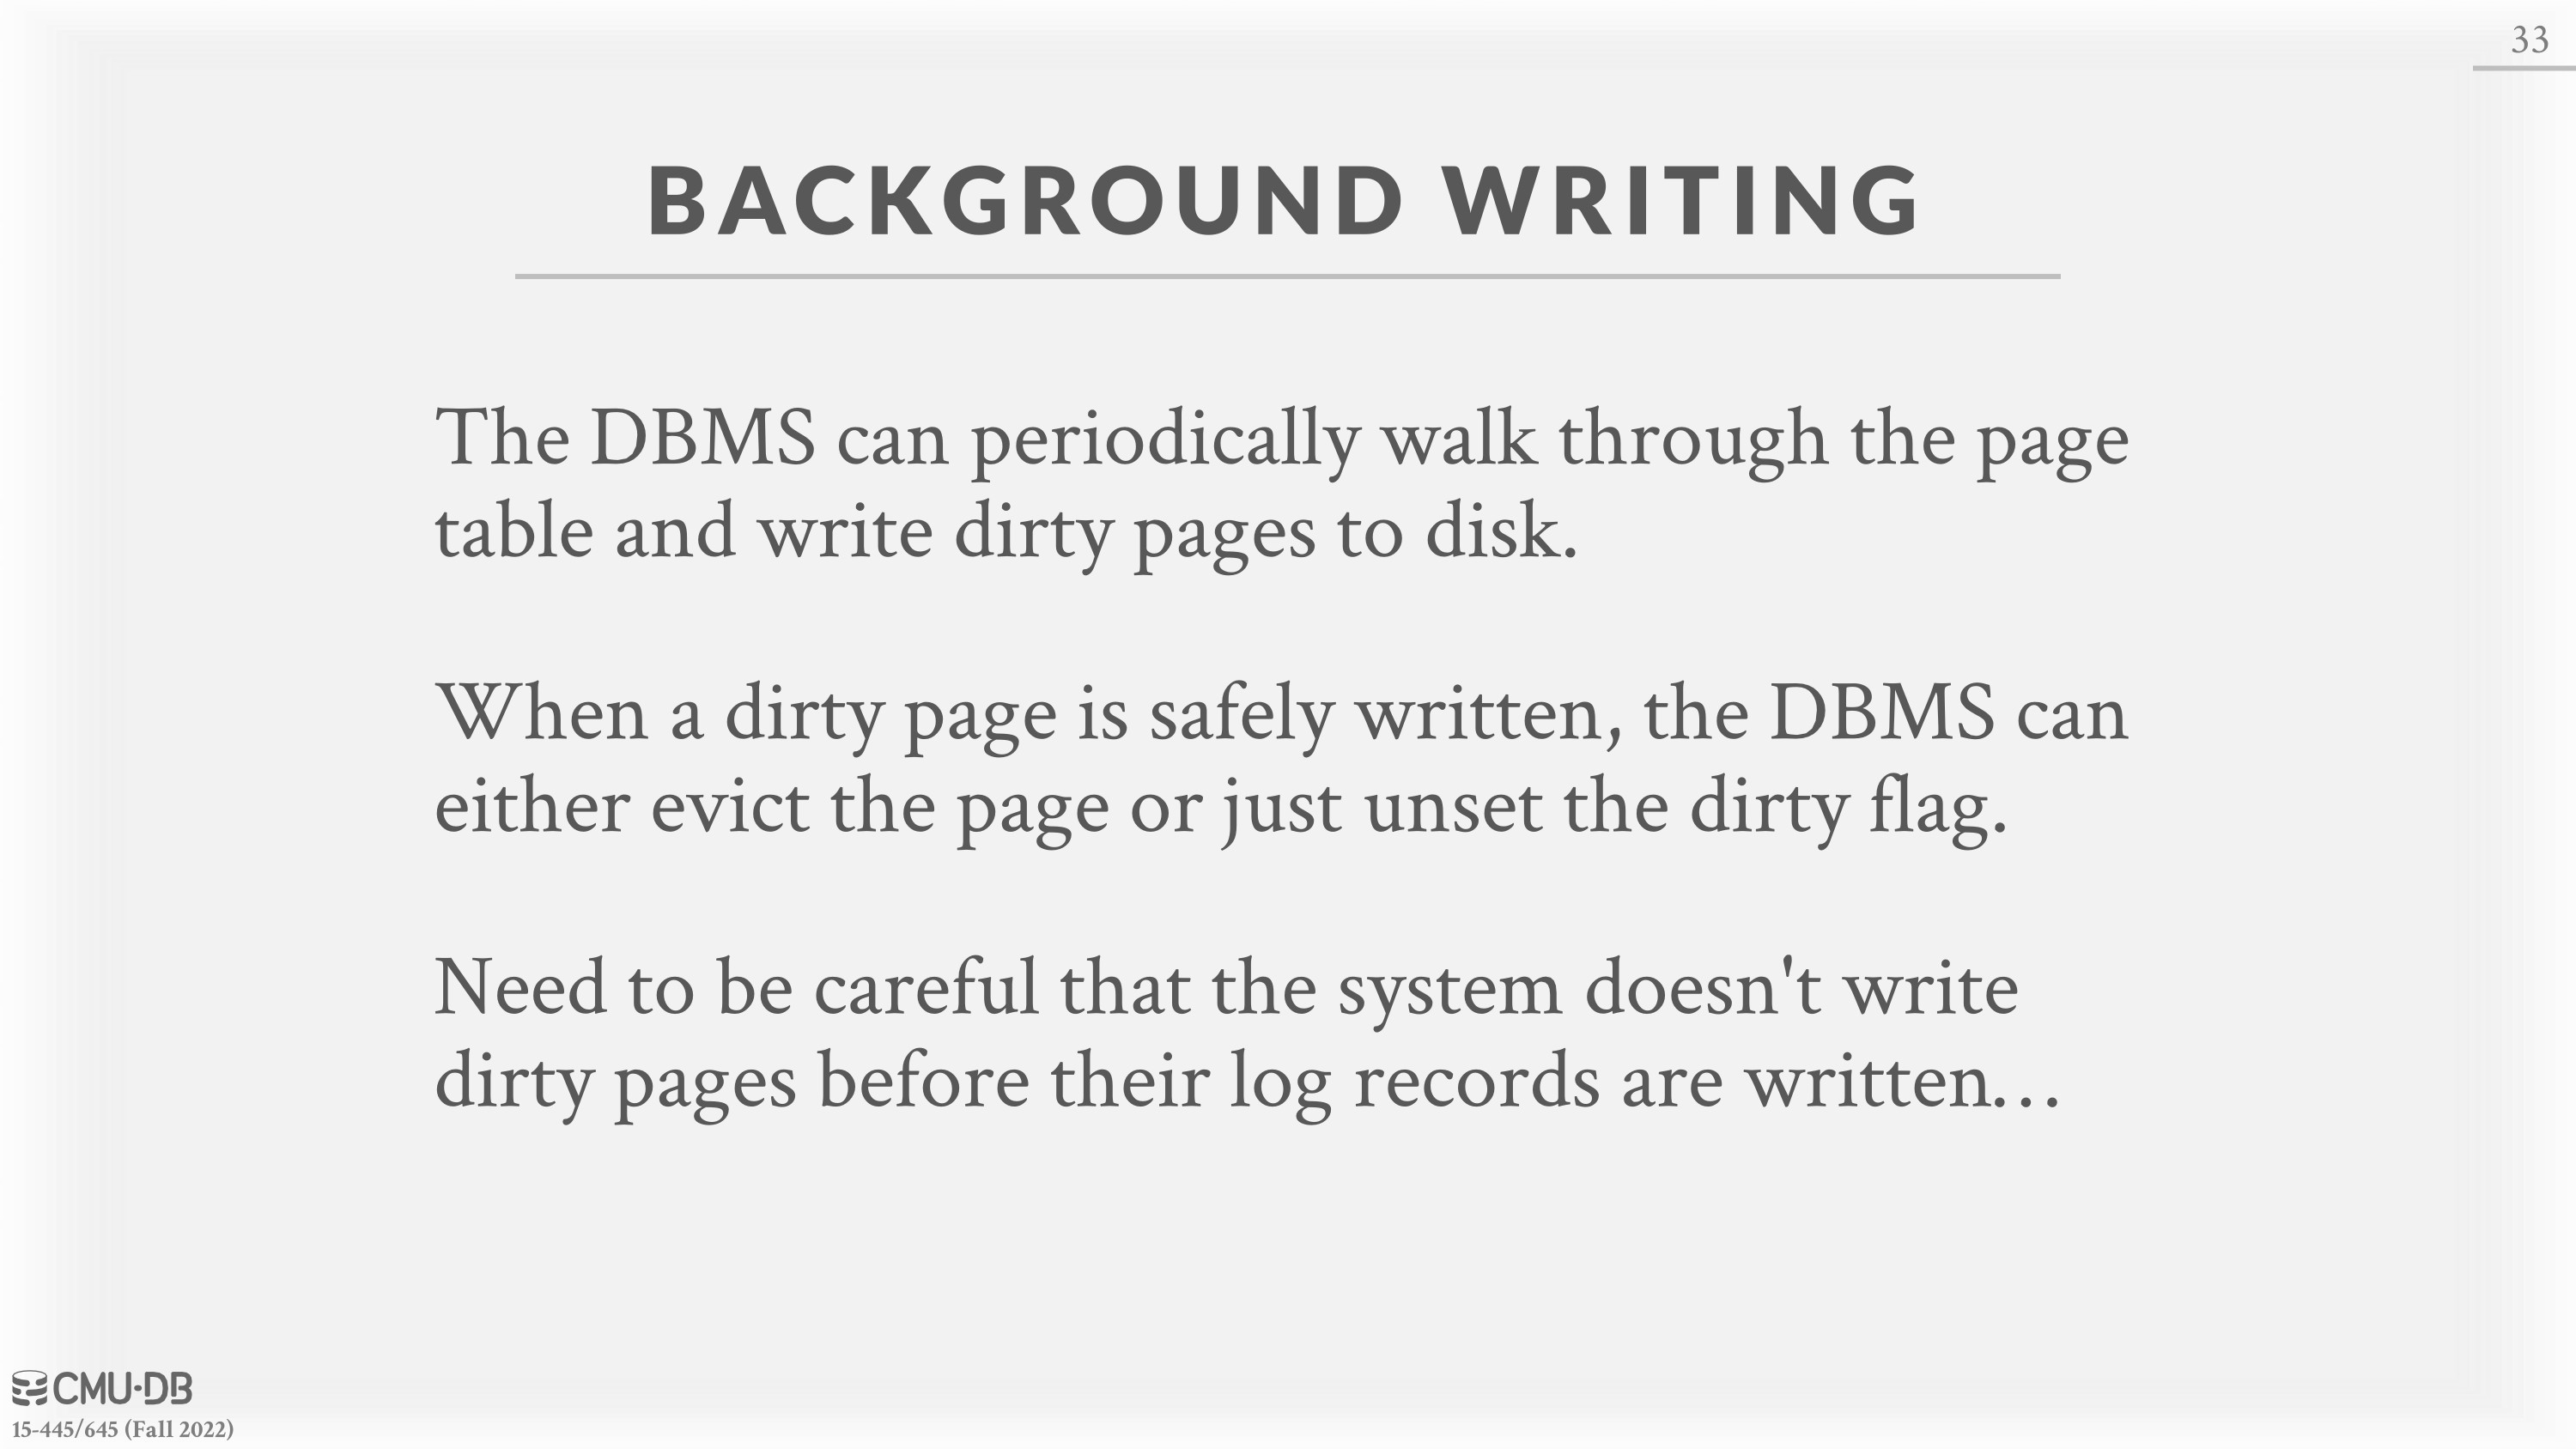 33
BACKGROUND WRITING
The DBMS can periodically walk through the page
table and write dirty pages to disk.
When a dirty page is safely written, the DBMS can
either evict the page or just unset the dirty flag.
Need to be careful that the system doesn't write
dirty pages before their log records are written…
CMU·DB
15-445/645 (Fall 2022)